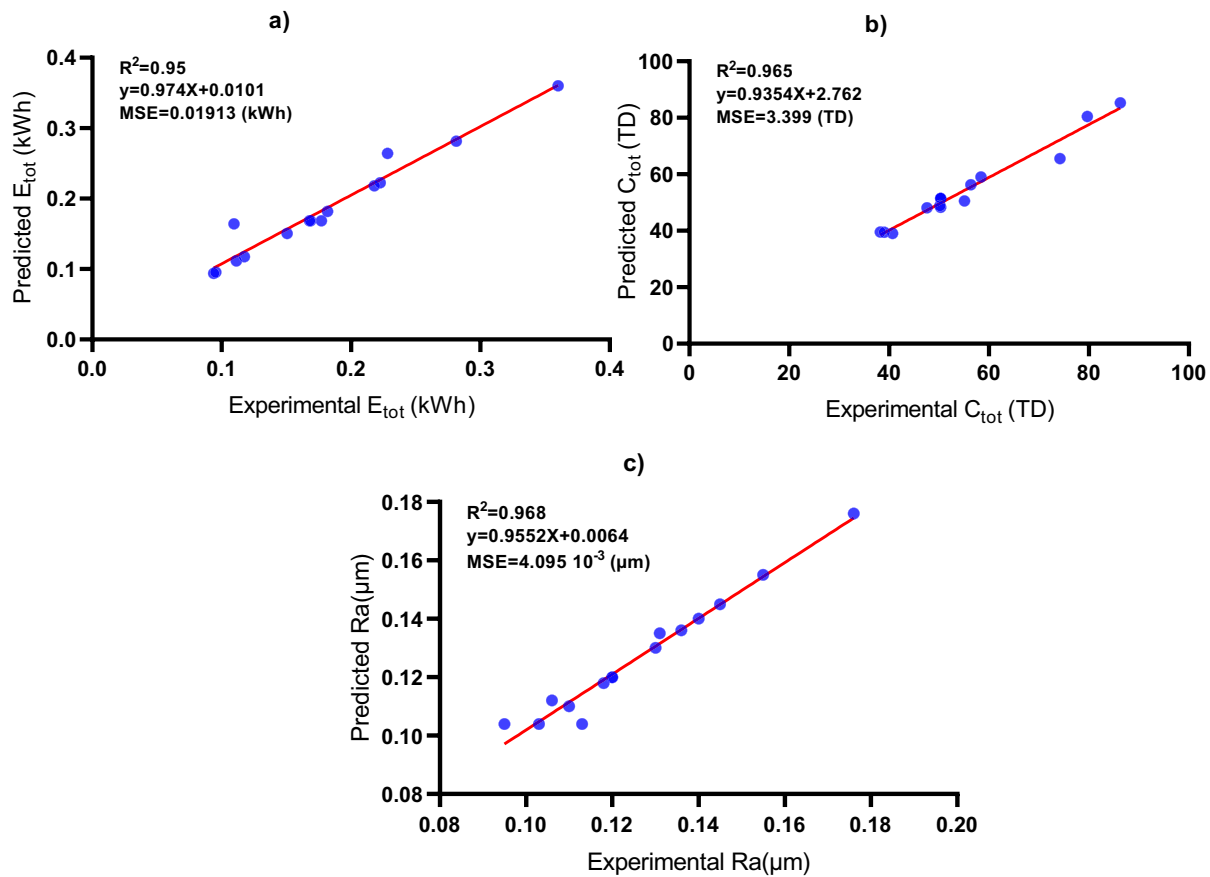 a)
R²=0.95
y=0.974X+0.0101
MSE=0.01913 (kWh)
Predicted E_tot (kWh)
0.4
0.3
0.2
0.1
0.0
0.0 0.1 0.2 0.3 0.4
Experimental E_tot (kWh)
b)
R²=0.965
y=0.9354X+2.762
MSE=3.399 (TD)
Predicted C_tot (TD)
100
80
60
40
20
0
0 20 40 60 80 100
Experimental C_tot (TD)
c)
R²=0.968
y=0.9552X+0.0064
MSE=4.095 10⁻³ (µm)
Predicted Ra(µm)
0.18
0.16
0.14
0.12
0.10
0.08
0.08 0.10 0.12 0.14 0.16 0.18 0.20
Experimental Ra(µm)